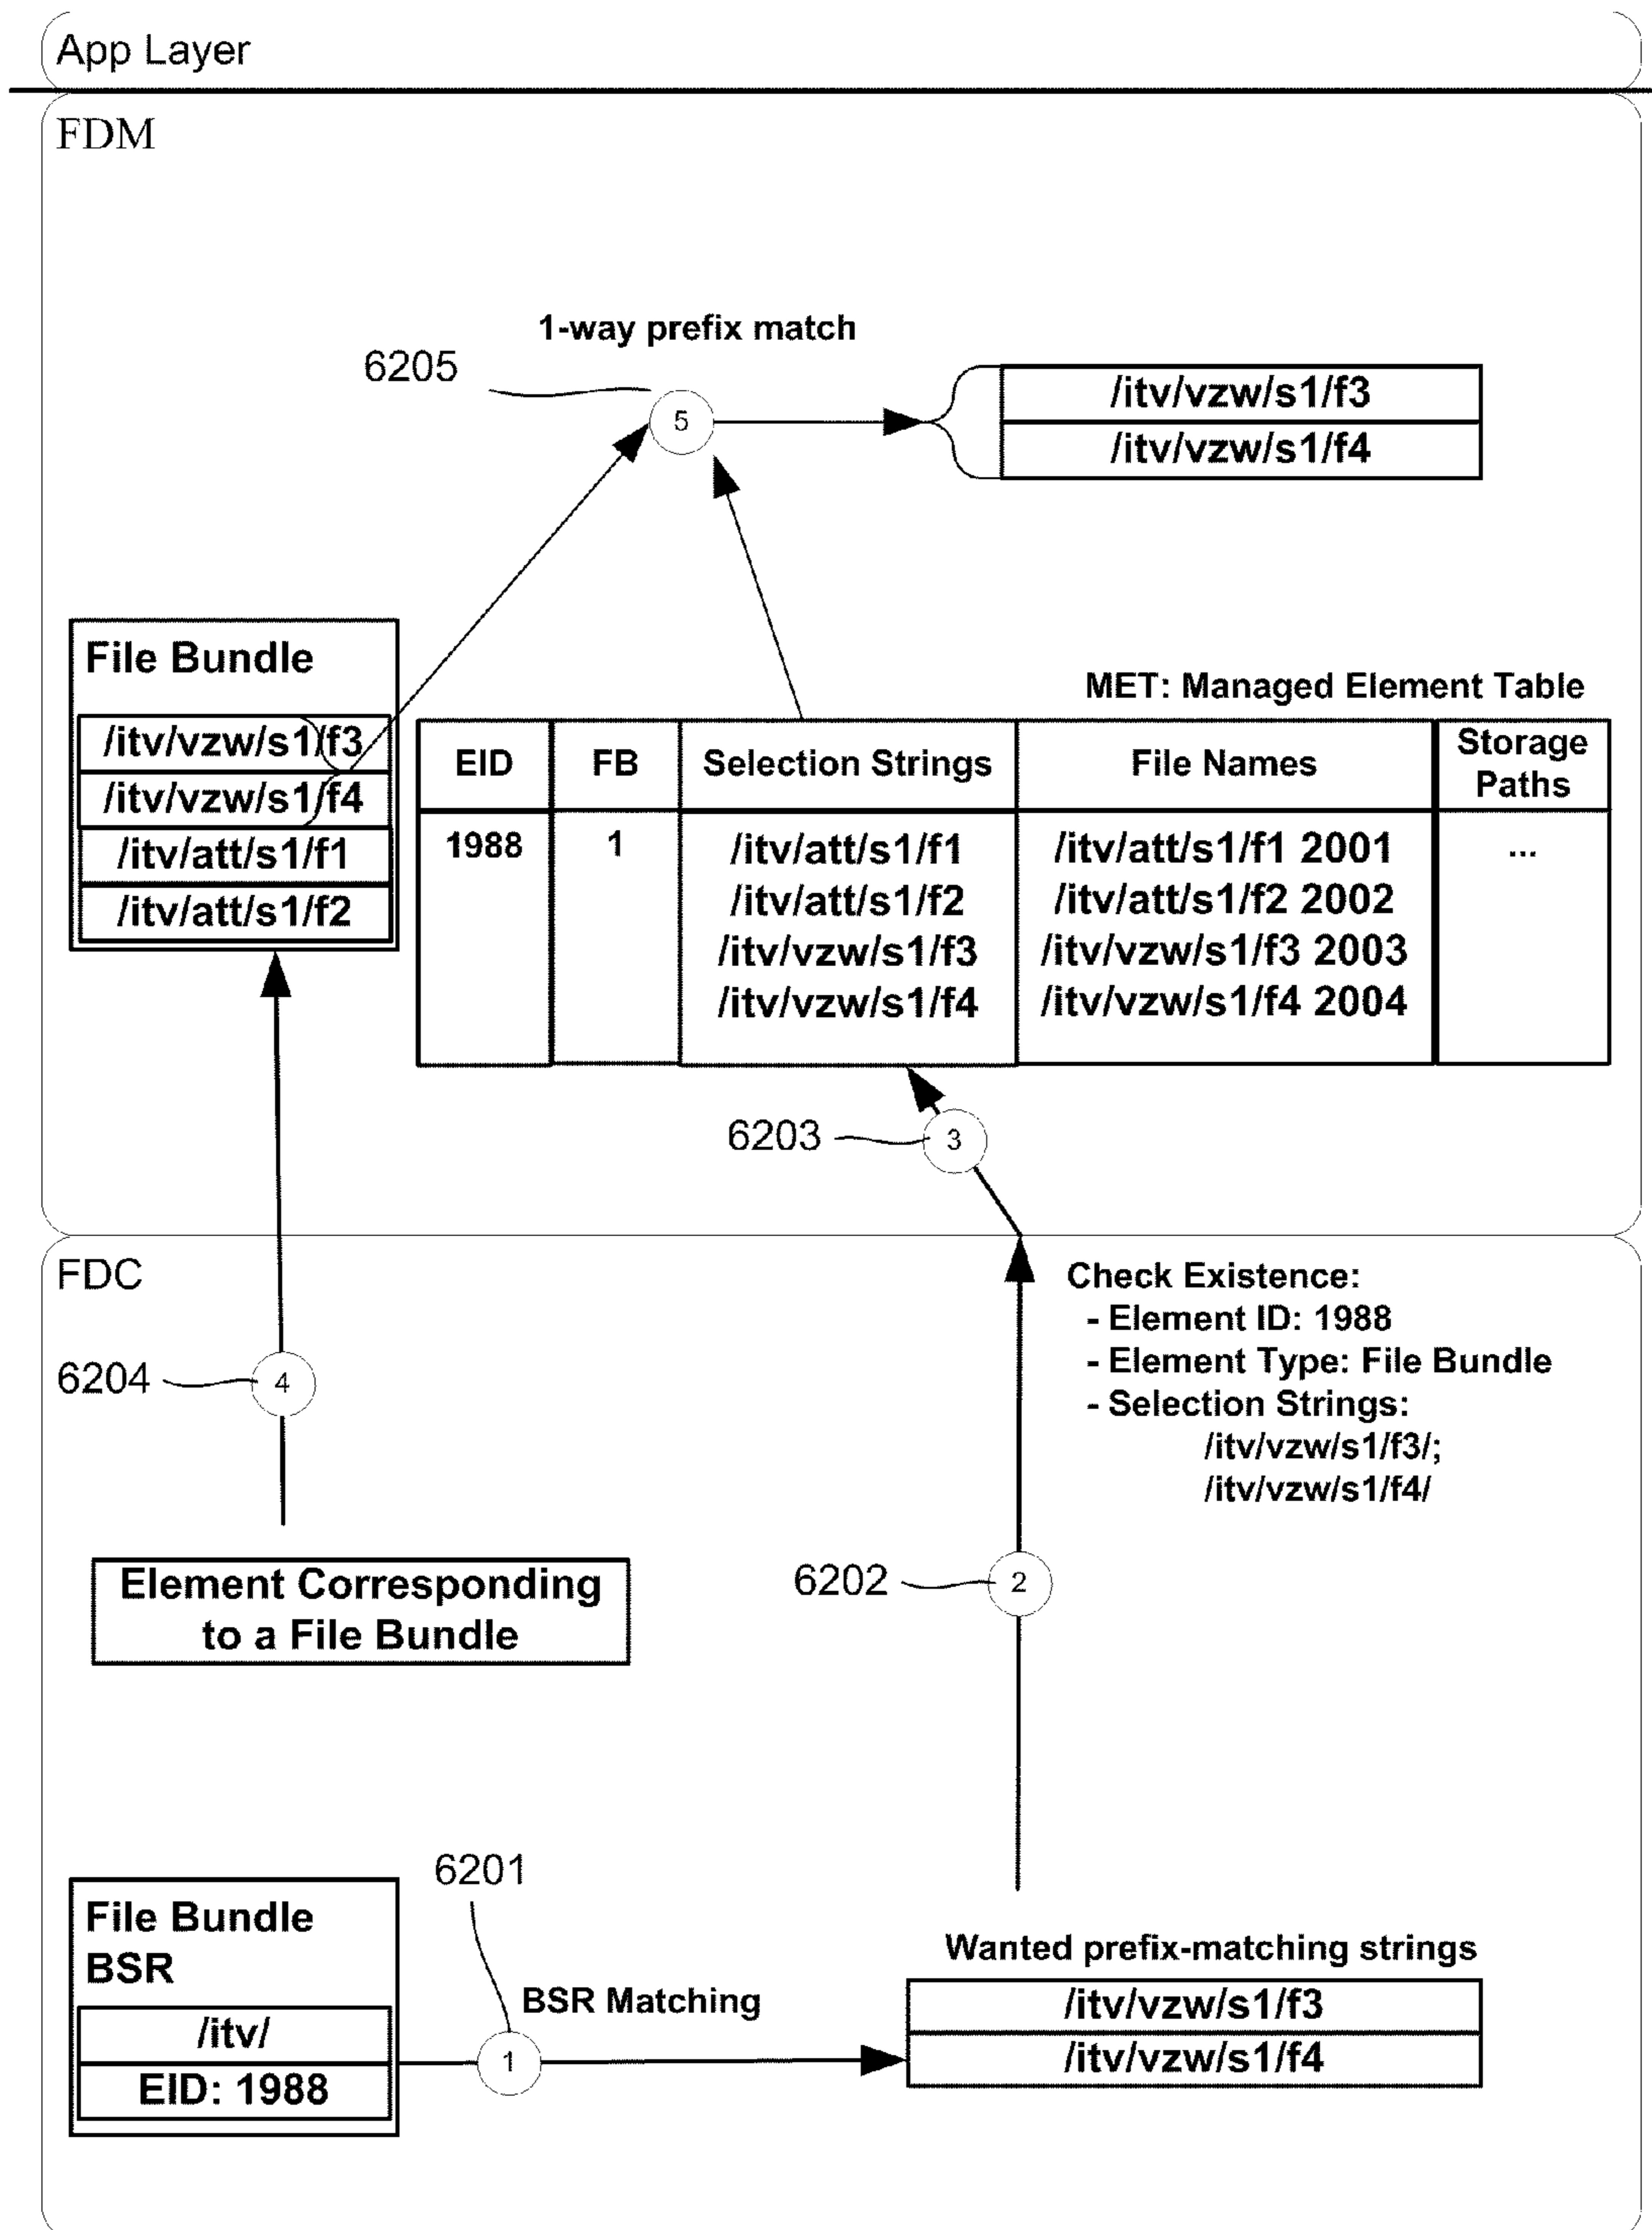 App Layer
FDM
1-way prefix match
6205
5
/itv/vzw/s1/f3
/itv/vzw/s1/f4
File Bundle
/itv/vzw/s1/f3
/itv/vzw/s1/f4
/itv/att/s1/f1
/itv/att/s1/f2
MET: Managed Element Table
EID FB Selection Strings File Names Storage
Paths
1988 1 /itv/att/s1/f1 /itv/att/s1/f1 2001 ...
/itv/att/s1/f2 /itv/att/s1/f2 2002
/itv/vzw/s1/f3 /itv/vzw/s1/f3 2003
/itv/vzw/s1/f4 /itv/vzw/s1/f4 2004
6203 3
FDC
Check Existence:
- Element ID: 1988
- Element Type: File Bundle
- Selection Strings:
/itv/vzw/s1/f3/;
/itv/vzw/s1/f4/
6204 4
Element Corresponding
to a File Bundle
6202 2
6201
File Bundle
BSR
/itv/
EID: 1988
1
BSR Matching
Wanted prefix-matching strings
/itv/vzw/s1/f3
/itv/vzw/s1/f4